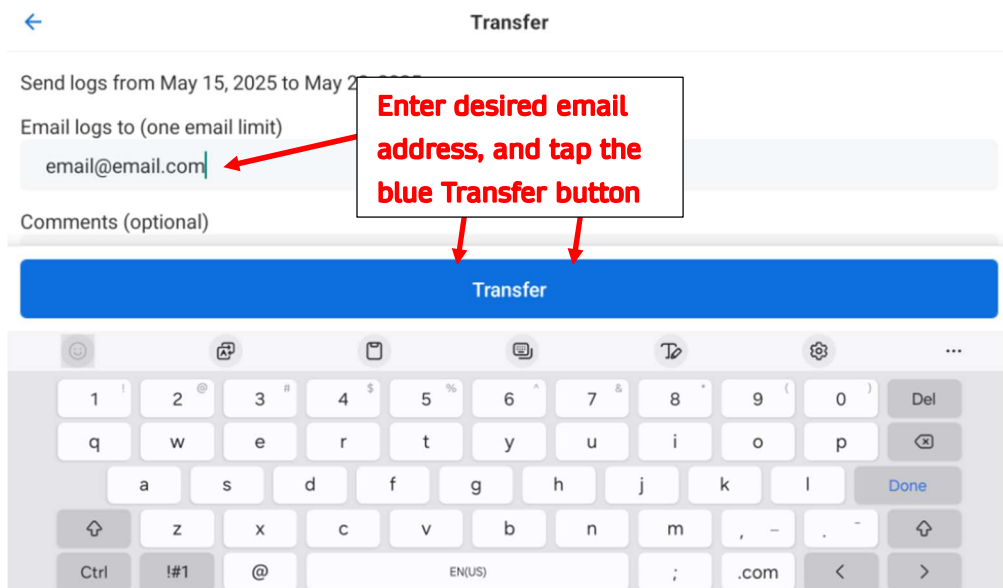 Transfer
Send logs from May 15, 2025 to May 2
Email logs to (one email limit)
email@email.com
Enter desired email
address, and tap the
blue Transfer button
Comments (optional)
Transfer
1 ! 2 @ 3 # 4 $ 5 % 6 ^ 7 & 8 * 9 ( 0 ) Del
q w e r t y u i o p
a s d f g h j k l Done
z x c v b n m , – . -
Ctrl !#1 @ EN(US) ; .com < >